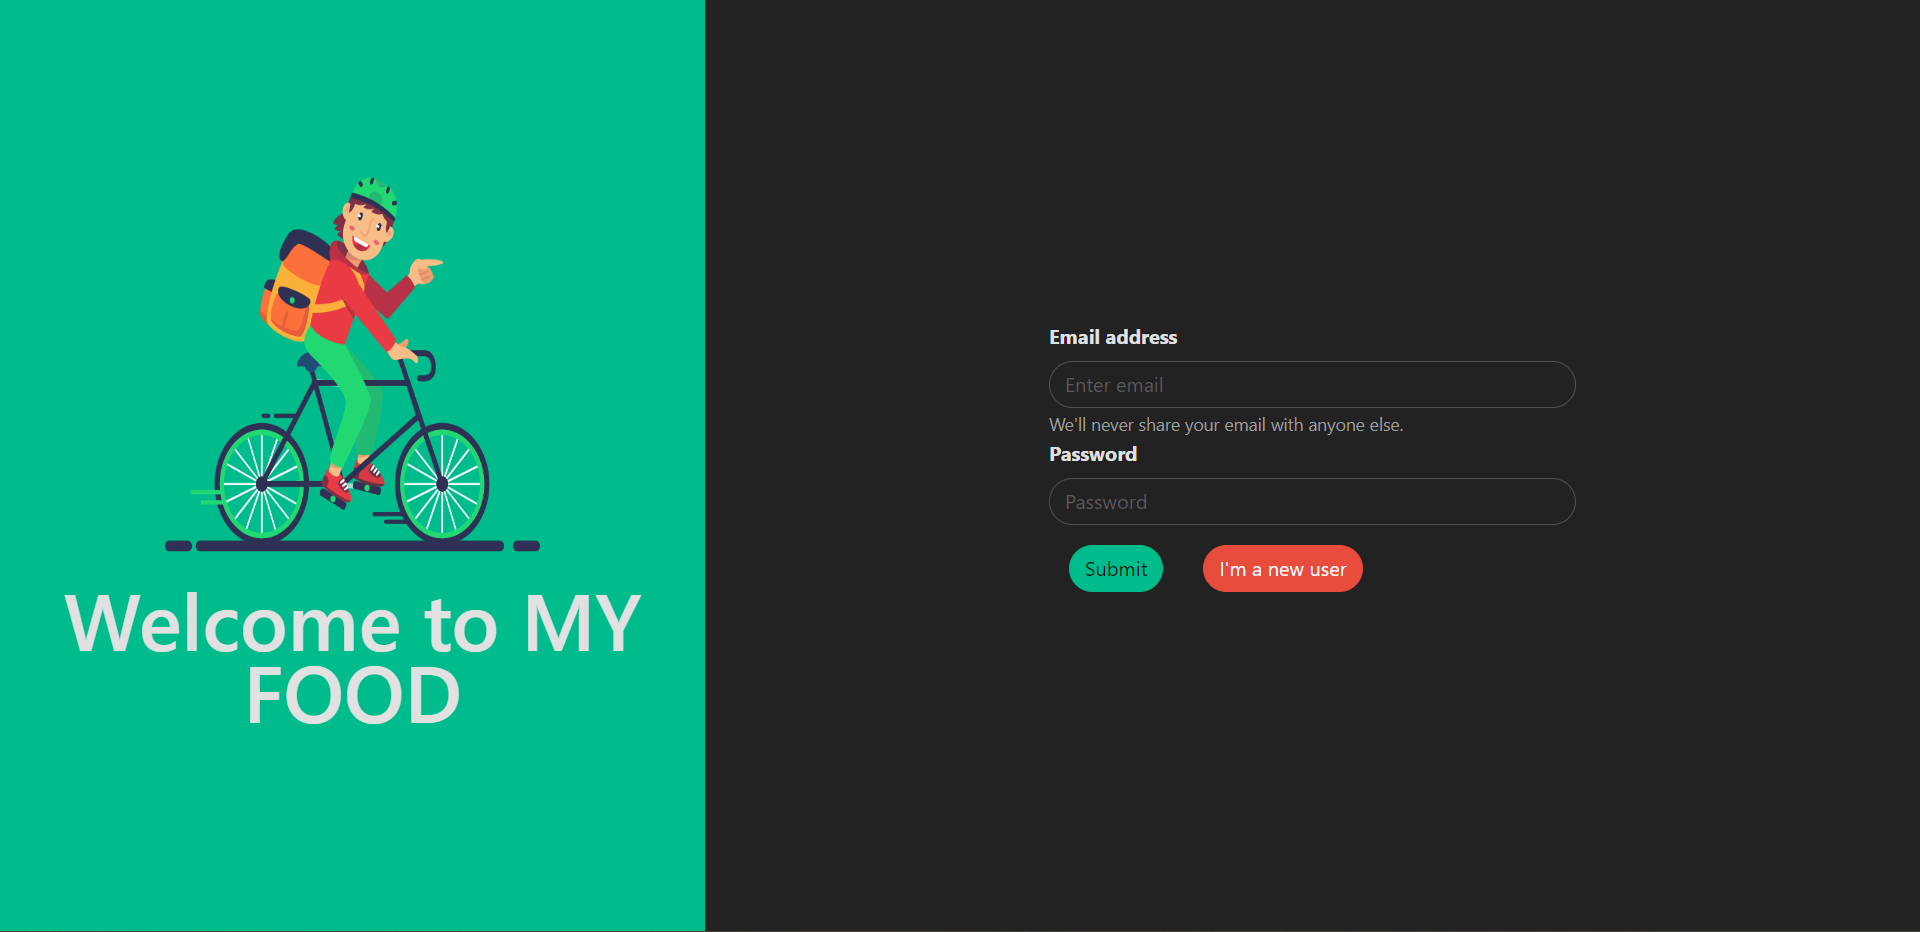 Welcome to MY
FOOD
Email address
Enter email
We'll never share your email with anyone else.
Password
Password
Submit
I'm a new user